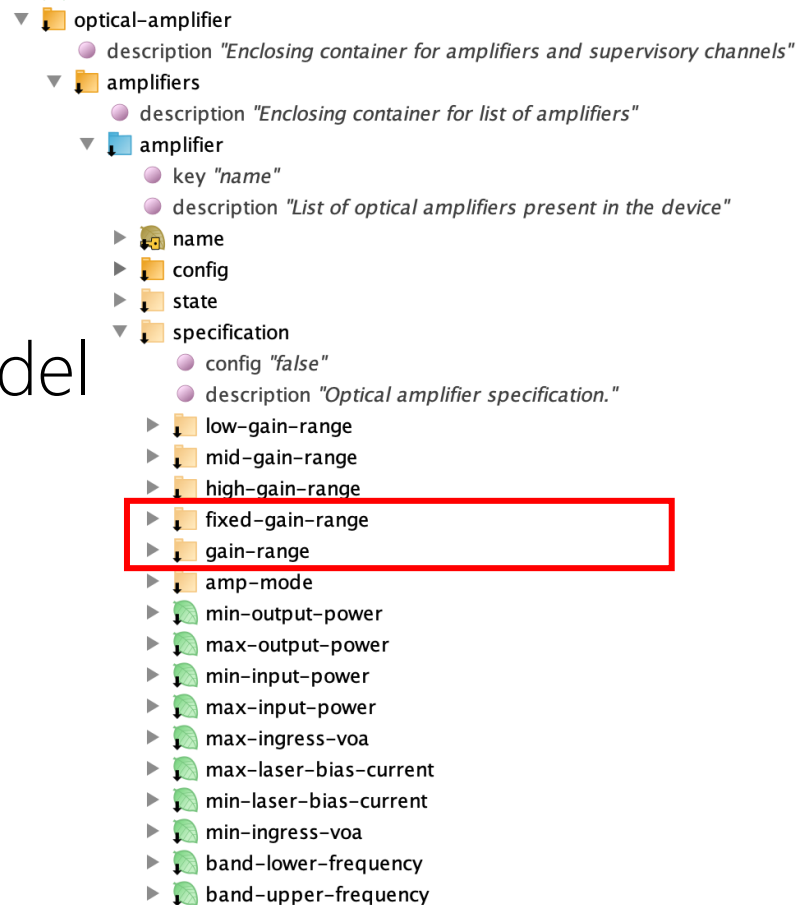 optical-amplifier
description "Enclosing container for amplifiers and supervisory channels"
amplifiers
description "Enclosing container for list of amplifiers"
amplifier
key "name"
description "List of optical amplifiers present in the device"
name
config
state
specification
del
config "false"
description "Optical amplifier specification."
low-gain-range
mid-gain-range
high-gain-range
fixed-gain-range
gain-range
amp-mode
min-output-power
max-output-power
min-input-power
max-input-power
max-ingress-voa
max-laser-bias-current
min-laser-bias-current
min-ingress-voa
band-lower-frequency
band-upper-frequency